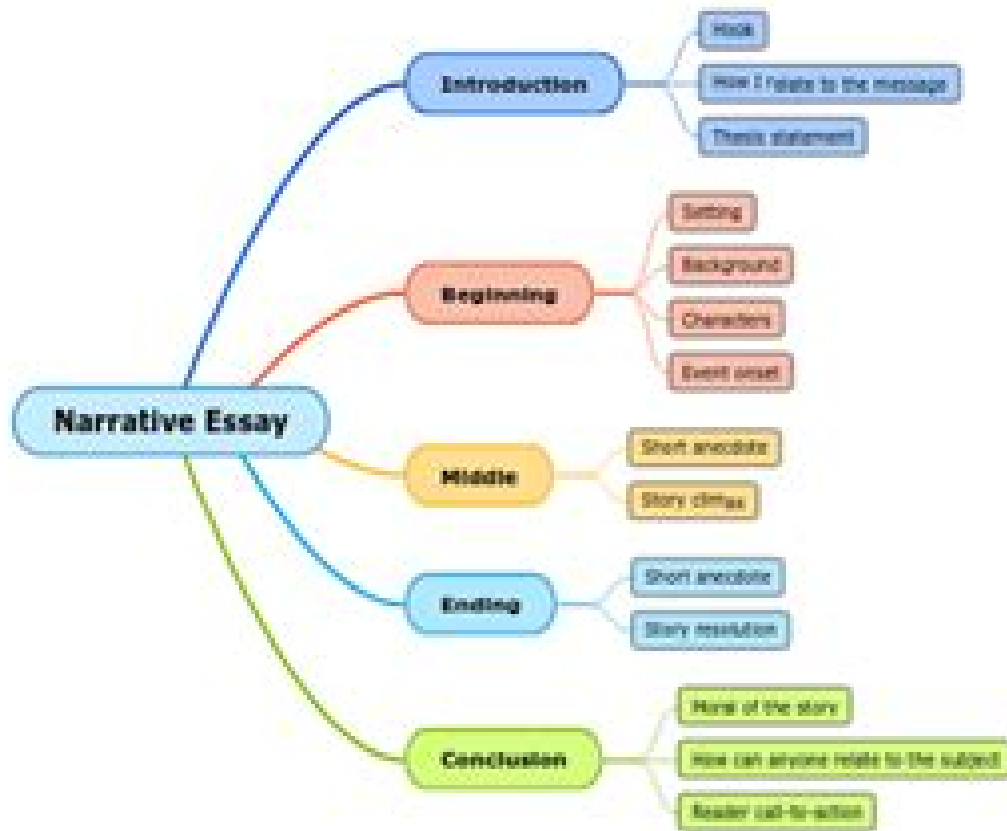 Hook
Introduction
How I relate to the message
Thesis statement
Setting
Background
Beginning
Characters
Event onset
Narrative Essay
Short anecdote
Middle
Story climax
Short anecdote
Ending
Story resolution
Moral of the story
Conclusion
How can anyone relate to the subject
Reader call-to-action